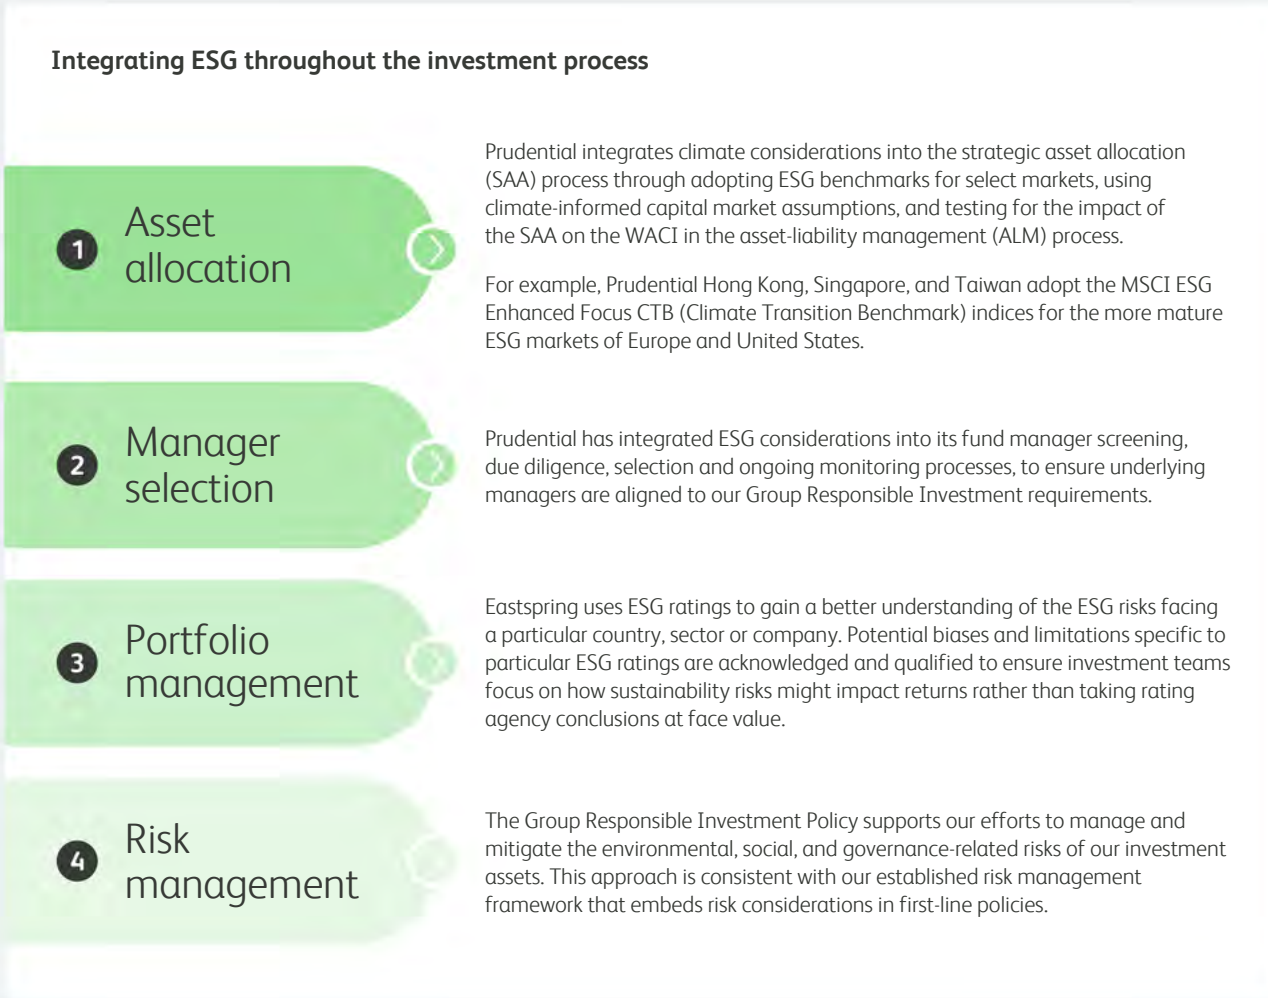 Integrating ESG throughout the investment process
1
Asset
allocation
Prudential integrates climate considerations into the strategic asset allocation
(SAA) process through adopting ESG benchmarks for select markets, using
climate-informed capital market assumptions, and testing for the impact of
the SAA on the WACI in the asset-liability management (ALM) process.
For example, Prudential Hong Kong, Singapore, and Taiwan adopt the MSCI ESG
Enhanced Focus CTB (Climate Transition Benchmark) indices for the more mature
ESG markets of Europe and United States.
2
Manager
selection
Prudential has integrated ESG considerations into its fund manager screening,
due diligence, selection and ongoing monitoring processes, to ensure underlying
managers are aligned to our Group Responsible Investment requirements.
3
Portfolio
management
Eastspring uses ESG ratings to gain a better understanding of the ESG risks facing
a particular country, sector or company. Potential biases and limitations specific to
particular ESG ratings are acknowledged and qualified to ensure investment teams
focus on how sustainability risks might impact returns rather than taking rating
agency conclusions at face value.
4
Risk
management
The Group Responsible Investment Policy supports our efforts to manage and
mitigate the environmental, social, and governance-related risks of our investment
assets. This approach is consistent with our established risk management
framework that embeds risk considerations in first-line policies.